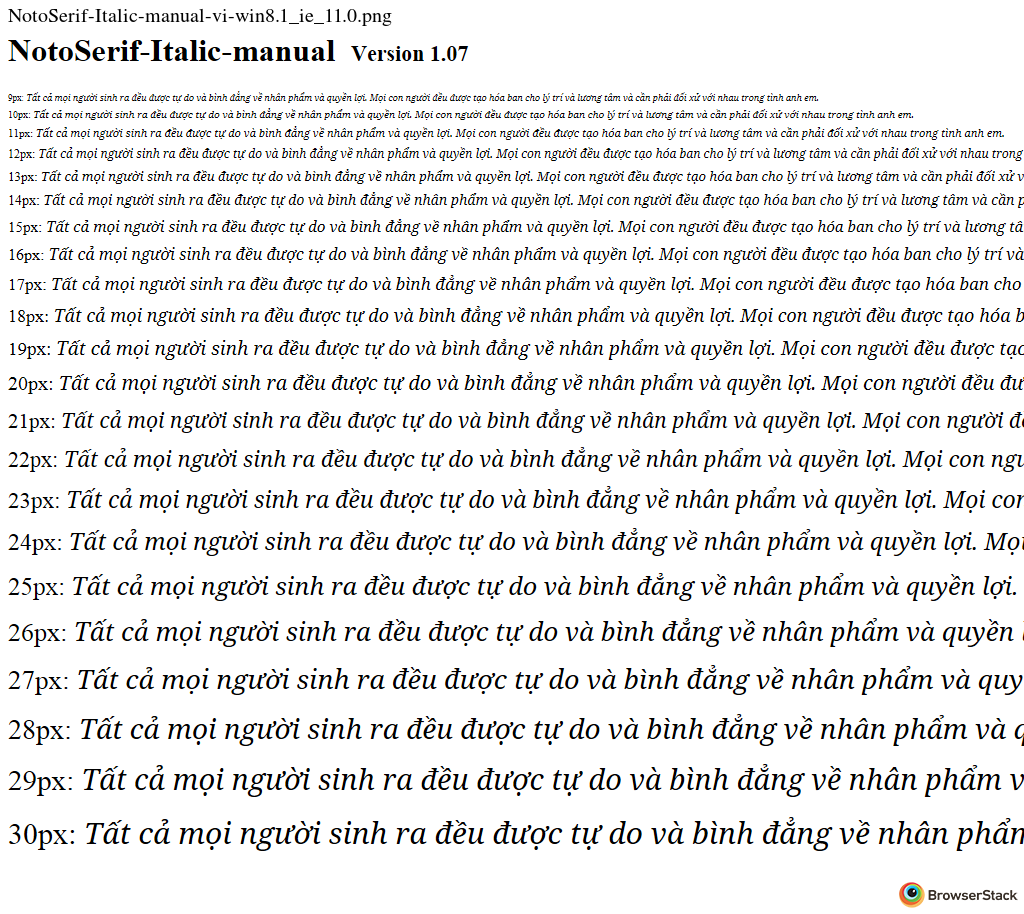 NotoSerif-Italic-manual-vi-win8.1_ie_11.0.png
NotoSerif-Italic-manual Version 1.07
9px: Tất cả mọi người sinh ra đều được tự do và bình đẳng về nhân phẩm và quyền lợi. Mọi con người đều được tạo hóa ban cho lý trí và lương tâm và cần phải đối xử với nhau trong tình anh em.
10px: Tất cả mọi người sinh ra đều được tự do và bình đẳng về nhân phẩm và quyền lợi. Mọi con người đều được tạo hóa ban cho lý trí và lương tâm và cần phải đối xử với nhau trong tình anh em.
11px: Tất cả mọi người sinh ra đều được tự do và bình đẳng về nhân phẩm và quyền lợi. Mọi con người đều được tạo hóa ban cho lý trí và lương tâm và cần phải đối xử với nhau trong tình anh em.
12px: Tất cả mọi người sinh ra đều được tự do và bình đẳng về nhân phẩm và quyền lợi. Mọi con người đều được tạo hóa ban cho lý trí và lương tâm và cần phải đối xử với nhau trong
13px: Tất cả mọi người sinh ra đều được tự do và bình đẳng về nhân phẩm và quyền lợi. Mọi con người đều được tạo hóa ban cho lý trí và lương tâm và cần phải đối xử v
14px: Tất cả mọi người sinh ra đều được tự do và bình đẳng về nhân phẩm và quyền lợi. Mọi con người đều được tạo hóa ban cho lý trí và lương tâm và cần p
15px: Tất cả mọi người sinh ra đều được tự do và bình đẳng về nhân phẩm và quyền lợi. Mọi con người đều được tạo hóa ban cho lý trí và lương tâ
16px: Tất cả mọi người sinh ra đều được tự do và bình đẳng về nhân phẩm và quyền lợi. Mọi con người đều được tạo hóa ban cho lý trí và
17px: Tất cả mọi người sinh ra đều được tự do và bình đẳng về nhân phẩm và quyền lợi. Mọi con người đều được tạo hóa ban cho
18px: Tất cả mọi người sinh ra đều được tự do và bình đẳng về nhân phẩm và quyền lợi. Mọi con người đều được tạo hóa b
19px: Tất cả mọi người sinh ra đều được tự do và bình đẳng về nhân phẩm và quyền lợi. Mọi con người đều được tạo
20px: Tất cả mọi người sinh ra đều được tự do và bình đẳng về nhân phẩm và quyền lợi. Mọi con người đều đư
21px: Tất cả mọi người sinh ra đều được tự do và bình đẳng về nhân phẩm và quyền lợi. Mọi con người đề
22px: Tất cả mọi người sinh ra đều được tự do và bình đẳng về nhân phẩm và quyền lợi. Mọi con ngư
23px: Tất cả mọi người sinh ra đều được tự do và bình đẳng về nhân phẩm và quyền lợi. Mọi con
24px: Tất cả mọi người sinh ra đều được tự do và bình đẳng về nhân phẩm và quyền lợi. Mọi
25px: Tất cả mọi người sinh ra đều được tự do và bình đẳng về nhân phẩm và quyền lợi.
26px: Tất cả mọi người sinh ra đều được tự do và bình đẳng về nhân phẩm và quyền
27px: Tất cả mọi người sinh ra đều được tự do và bình đẳng về nhân phẩm và quy
28px: Tất cả mọi người sinh ra đều được tự do và bình đẳng về nhân phẩm và q
29px: Tất cả mọi người sinh ra đều được tự do và bình đẳng về nhân phẩm v
30px: Tất cả mọi người sinh ra đều được tự do và bình đẳng về nhân phẩm
BrowserStack